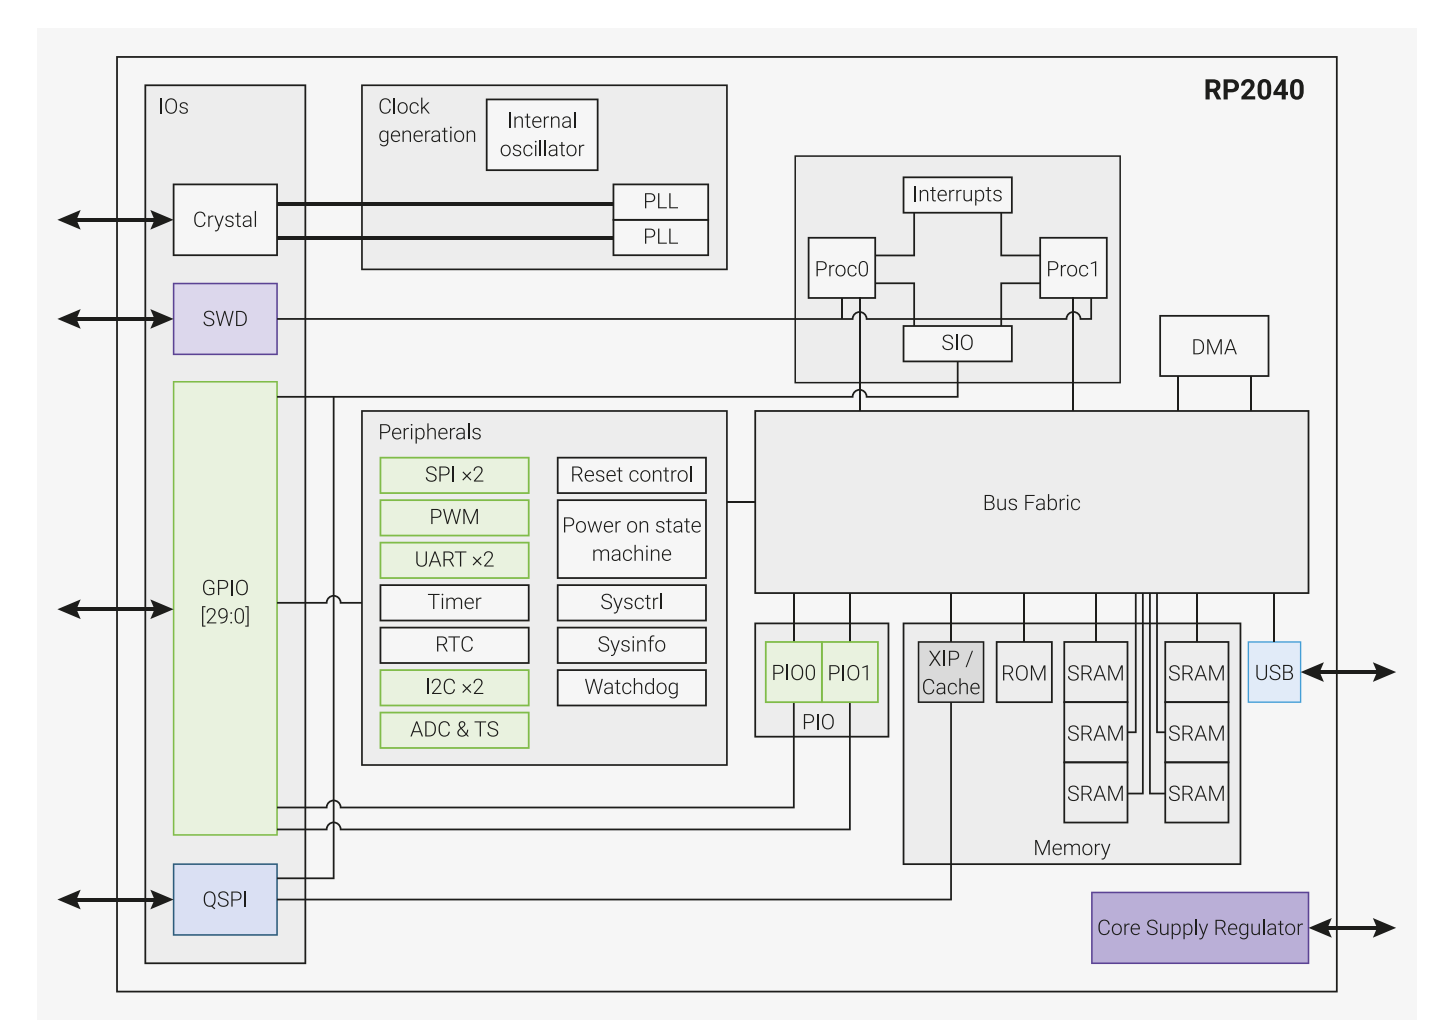 RP2040
IOs
Clock
generation
Internal
oscillator
Crystal
PLL
PLL
Interrupts
Proc0
Proc1
SWD
SIO
DMA
Peripherals
SPI ×2
PWM
UART ×2
Timer
RTC
I2C ×2
ADC & TS
Reset control
Power on state
machine
Sysctrl
Sysinfo
Watchdog
GPIO
[29:0]
Bus Fabric
PIO0
PIO1
PIO
XIP /
Cache
ROM
SRAM
SRAM
SRAM
SRAM
SRAM
SRAM
Memory
USB
QSPI
Core Supply Regulator